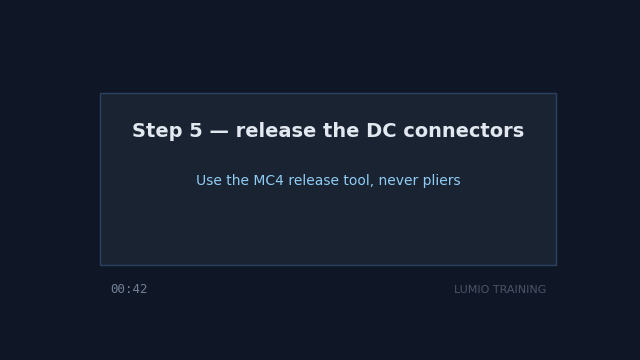 Step 5 — release the DC connectors
Use the MC4 release tool, never pliers
00:42
LUMIO TRAINING